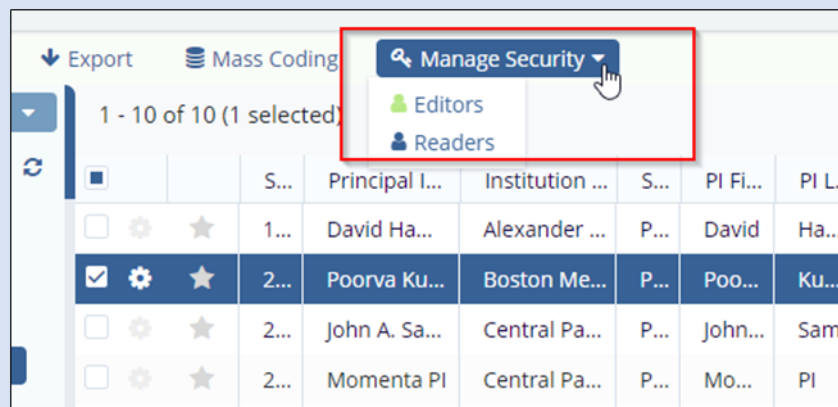 Export Mass Coding Manage Security
Editors
1 - 10 of 10 (1 selected)
Readers
S... Principal I... Institution ... S... PI Fi... PI L...
1... David Ha... Alexander ... P... David Ha...
2... Poorva Ku... Boston Me... P... Poo... Ku...
2... John A. Sa... Central Pa... P... John... Sam
2... Momenta PI Central Pa... P... Mo... PI